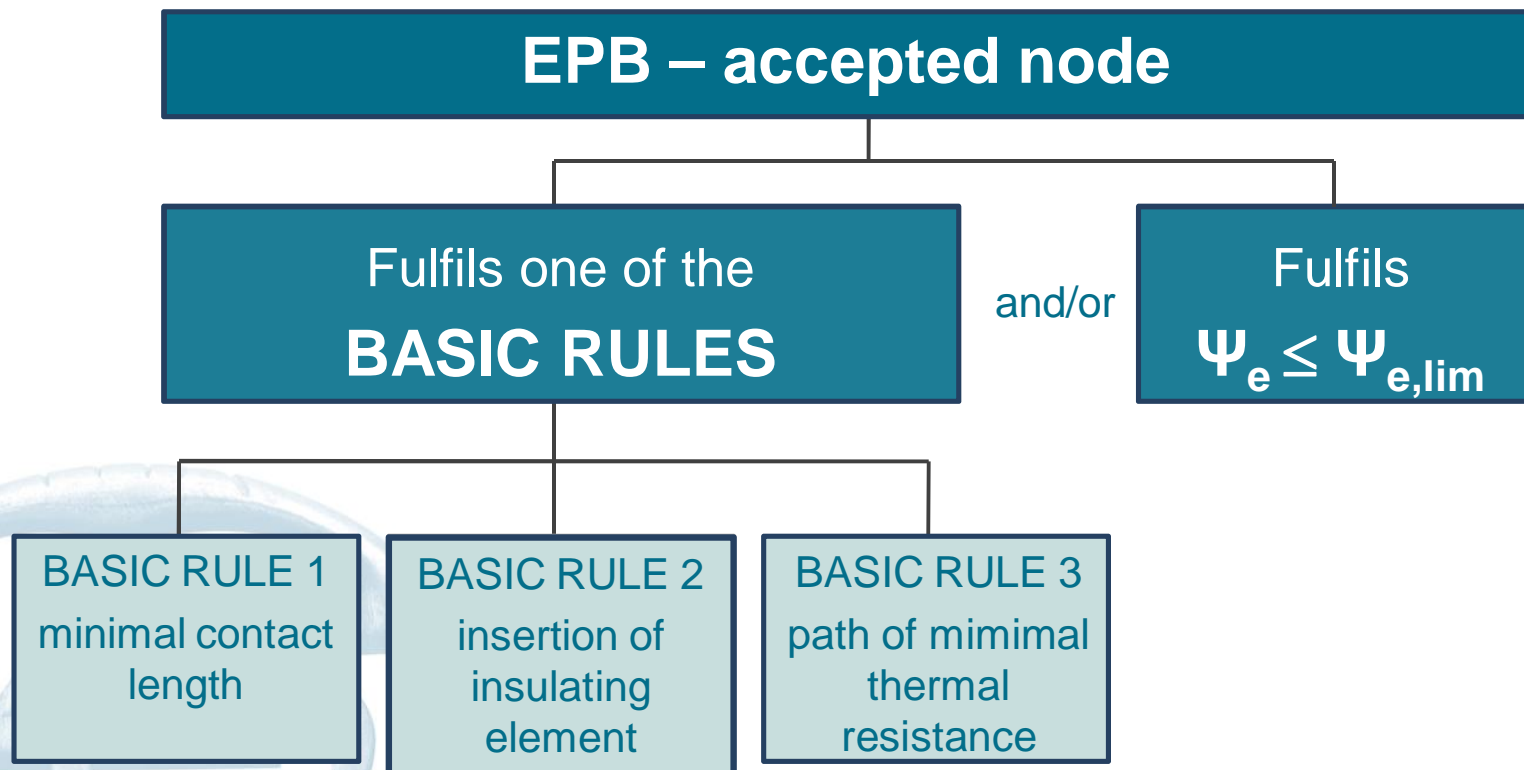 EPB – accepted node
Fulfils one of the
BASIC RULES
and/or
Fulfils
Ψe ≤ Ψe,lim
BASIC RULE 1
minimal contact
length
BASIC RULE 2
insertion of
insulating
element
BASIC RULE 3
path of mimimal
thermal
resistance